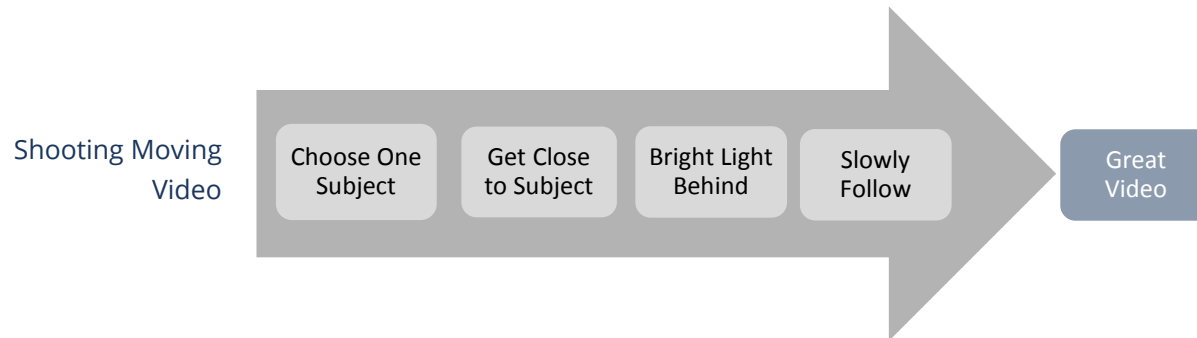 Shooting Moving
Video
Choose One
Subject
Get Close
to Subject
Bright Light
Behind
Slowly
Follow
Great
Video